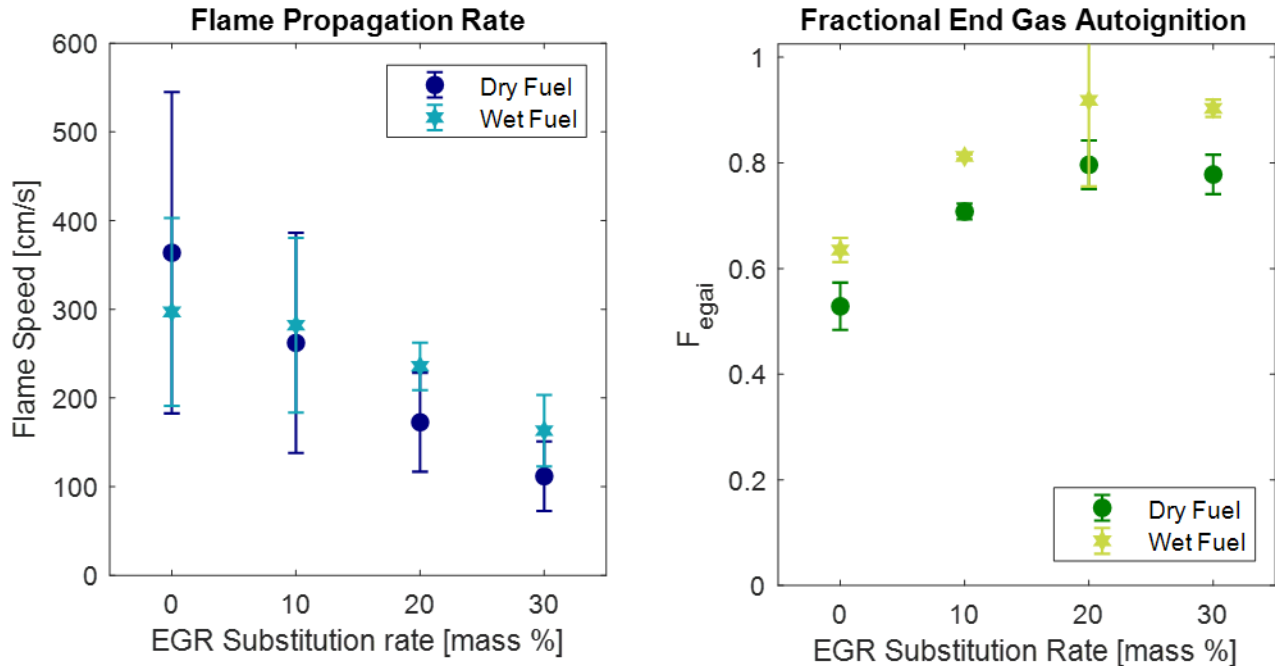 Flame Propagation Rate
600
500
400
300
200
100
0
Flame Speed [cm/s]
Dry Fuel
Wet Fuel
0 10 20 30
EGR Substitution rate [mass %]
Fractional End Gas Autoignition
1
0.8
0.6
0.4
0.2
0
F_egai
Dry Fuel
Wet Fuel
0 10 20 30
EGR Substitution Rate [mass %]